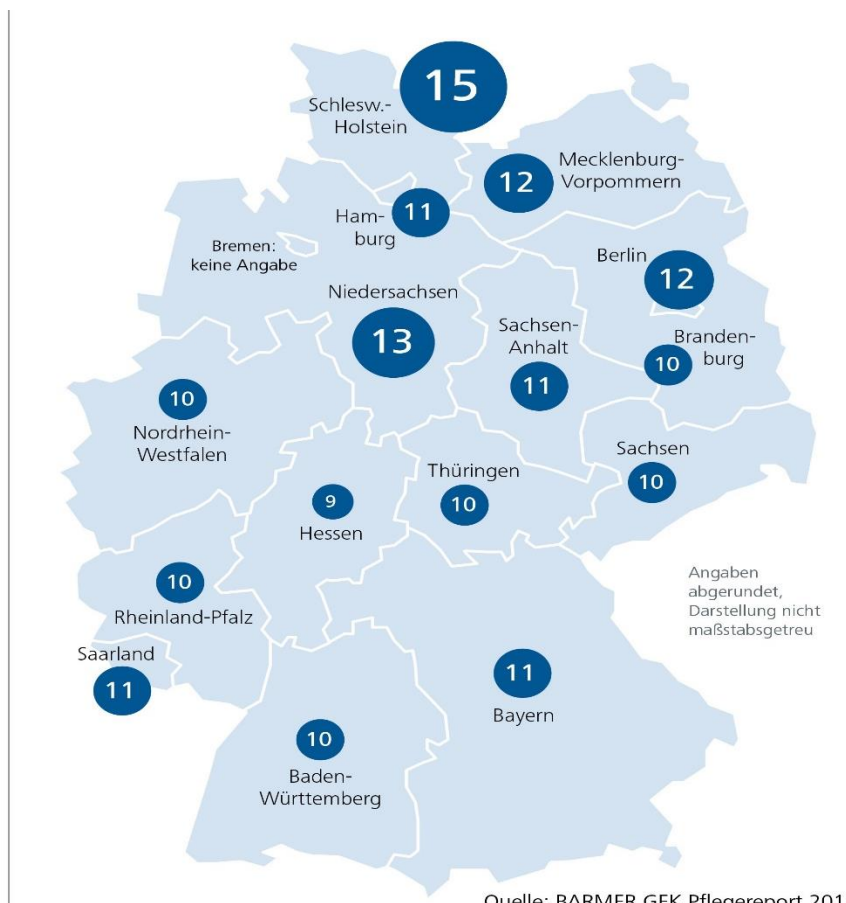 15
Schlesw.-
Holstein
12
Mecklenburg-
Vorpommern
11
Ham-
burg
Bremen:
keine Angabe
Berlin
12
Niedersachsen
13
Sachsen-
Anhalt
11
Branden-
burg
10
10
Nordrhein-
Westfalen
Sachsen
10
Thüringen
10
9
Hessen
10
Rheinland-Pfalz
Angaben
abgerundet,
Darstellung nicht
maßstabsgetreu
Saarland
11
11
Bayern
10
Baden-
Württemberg
Quelle: BARMER GEK Pflegereport 201